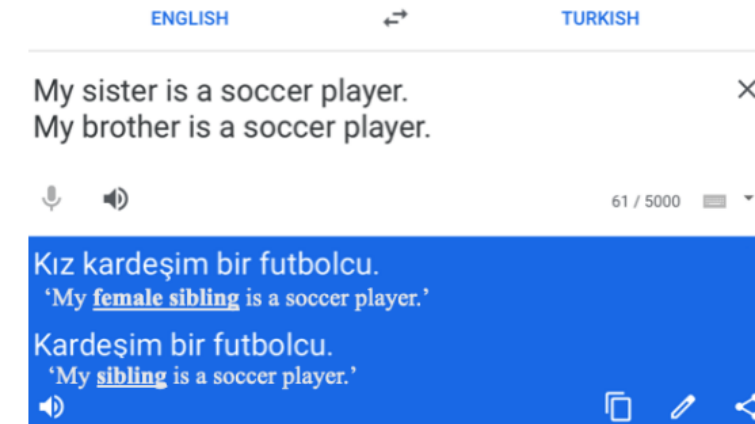 ENGLISH TURKISH
My sister is a soccer player.
My brother is a soccer player.
61 / 5000
Kız kardeşim bir futbolcu.
‘My female sibling is a soccer player.’
Kardeşim bir futbolcu.
‘My sibling is a soccer player.’